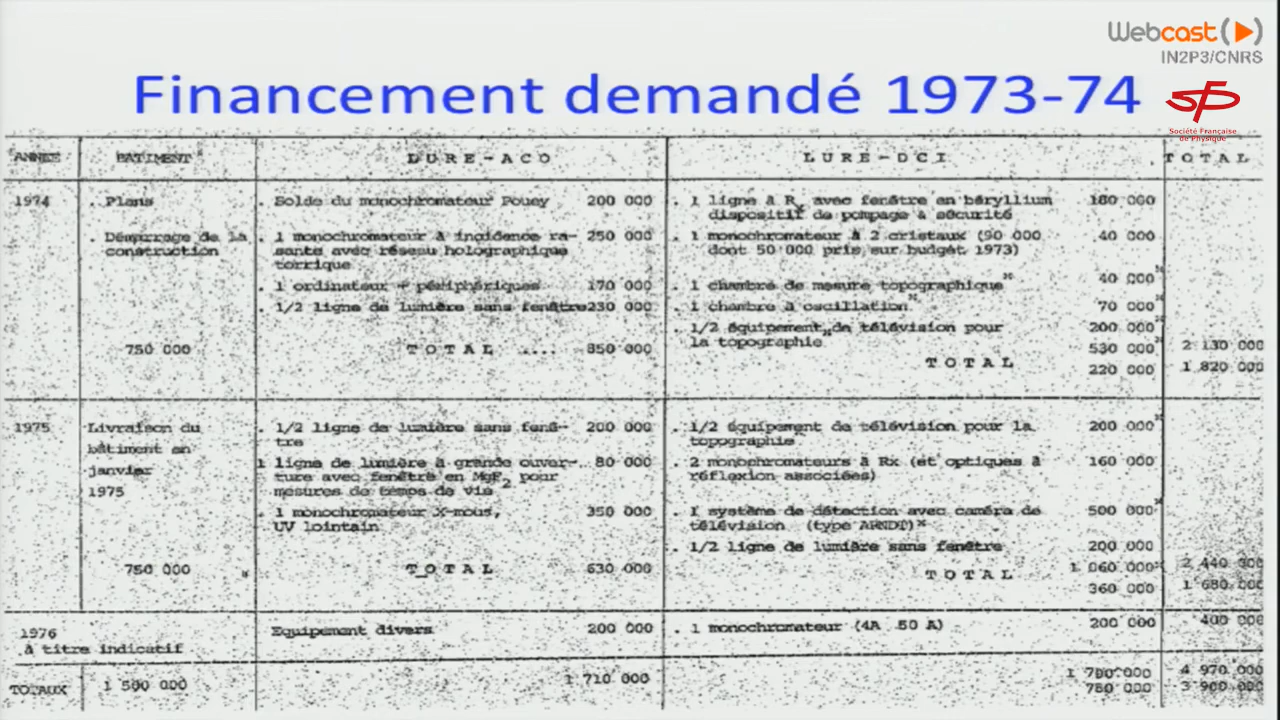 Webcast
IN2P3/CNRS
Financement demandé 1973-74
SFP
Société Française
de Physique
ANNEE BATIMENT LURE-ACO LURE-DCI TOTAL
1974 . Plans . Solde du monochromateur Pouey 200 000 . 1 ligne à Rx avec fenêtre en béryllium 180 000
dispositif de pompage à sécurité
. Démarrage de la . 1 monochromateur à incidence ra- 250 000 . 1 monochromateur à 2 cristaux (90 000 40 000
construction sante avec réseau holographique dont 50 000 pris sur budget 1973)
torrique
. 1 ordinateur + périphériques 170 000 . 1 chambre de mesure topographique* 40 000*
. 1/2 ligne de lumière sans fenêtre 230 000 . 1 chambre à oscillation* 70 000*
. 1/2 équipement de télévision pour 200 000*
la topographie*
750 000 TOTAL .... 850 000 530 000* 2 130 000
TOTAL 220 000 1 820 000
1975 Livraison du . 1/2 ligne de lumière sans fenê- 200 000 . 1/2 équipement de télévision pour la 200 000*
tre topographie*
bâtiment en
janvier 1 ligne de lumière à grande ouver- 80 000 . 2 monochromateurs à Rx (et optiques à 160 000
ture avec fenêtre en MgF2 pour réflexion associées)
1975 mesures de temps de vie
. 1 monochromateur X-mous, 350 000 . 1 système de détection avec caméra de 500 000*
UV lointain télévision (type ARNDT)*
. 1/2 ligne de lumière sans fenêtre 200 000
750 000 TOTAL 630 000 TOTAL 1 060 000* 2 440 000
360 000 1 680 000
1976 Equipement divers 200 000 . 1 monochromateur (4A 50 A) 200 000 400 000
à titre indicatif
TOTAUX 1 500 000 1 710 000 4 970 000
780 000